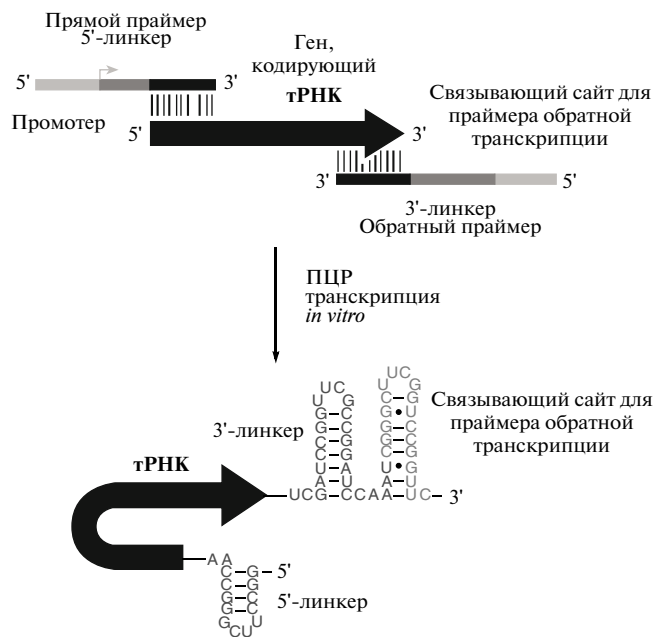 Прямой праймер
5'-линкер
Ген,
кодирующий
тРНК
5'
3'
Промотер
5'
3'
Связывающий сайт для
праймера обратной
транскрипции
3'
5'
3'-линкер
Обратный праймер
ПЦР
транскрипция
in vitro
UC
U G
G–C
G–C
C–G
C–G
U–A
A–U
UC
U G
C–G
G•U
G–C
G–C
C–G
U•G
A–U
Связывающий сайт для
праймера обратной
транскрипции
3'-линкер
тРНК
UCG–CCAA–UC–3'
AA
C–G–5'
C–G
G–C
G–C
G U
CU
5'-линкер